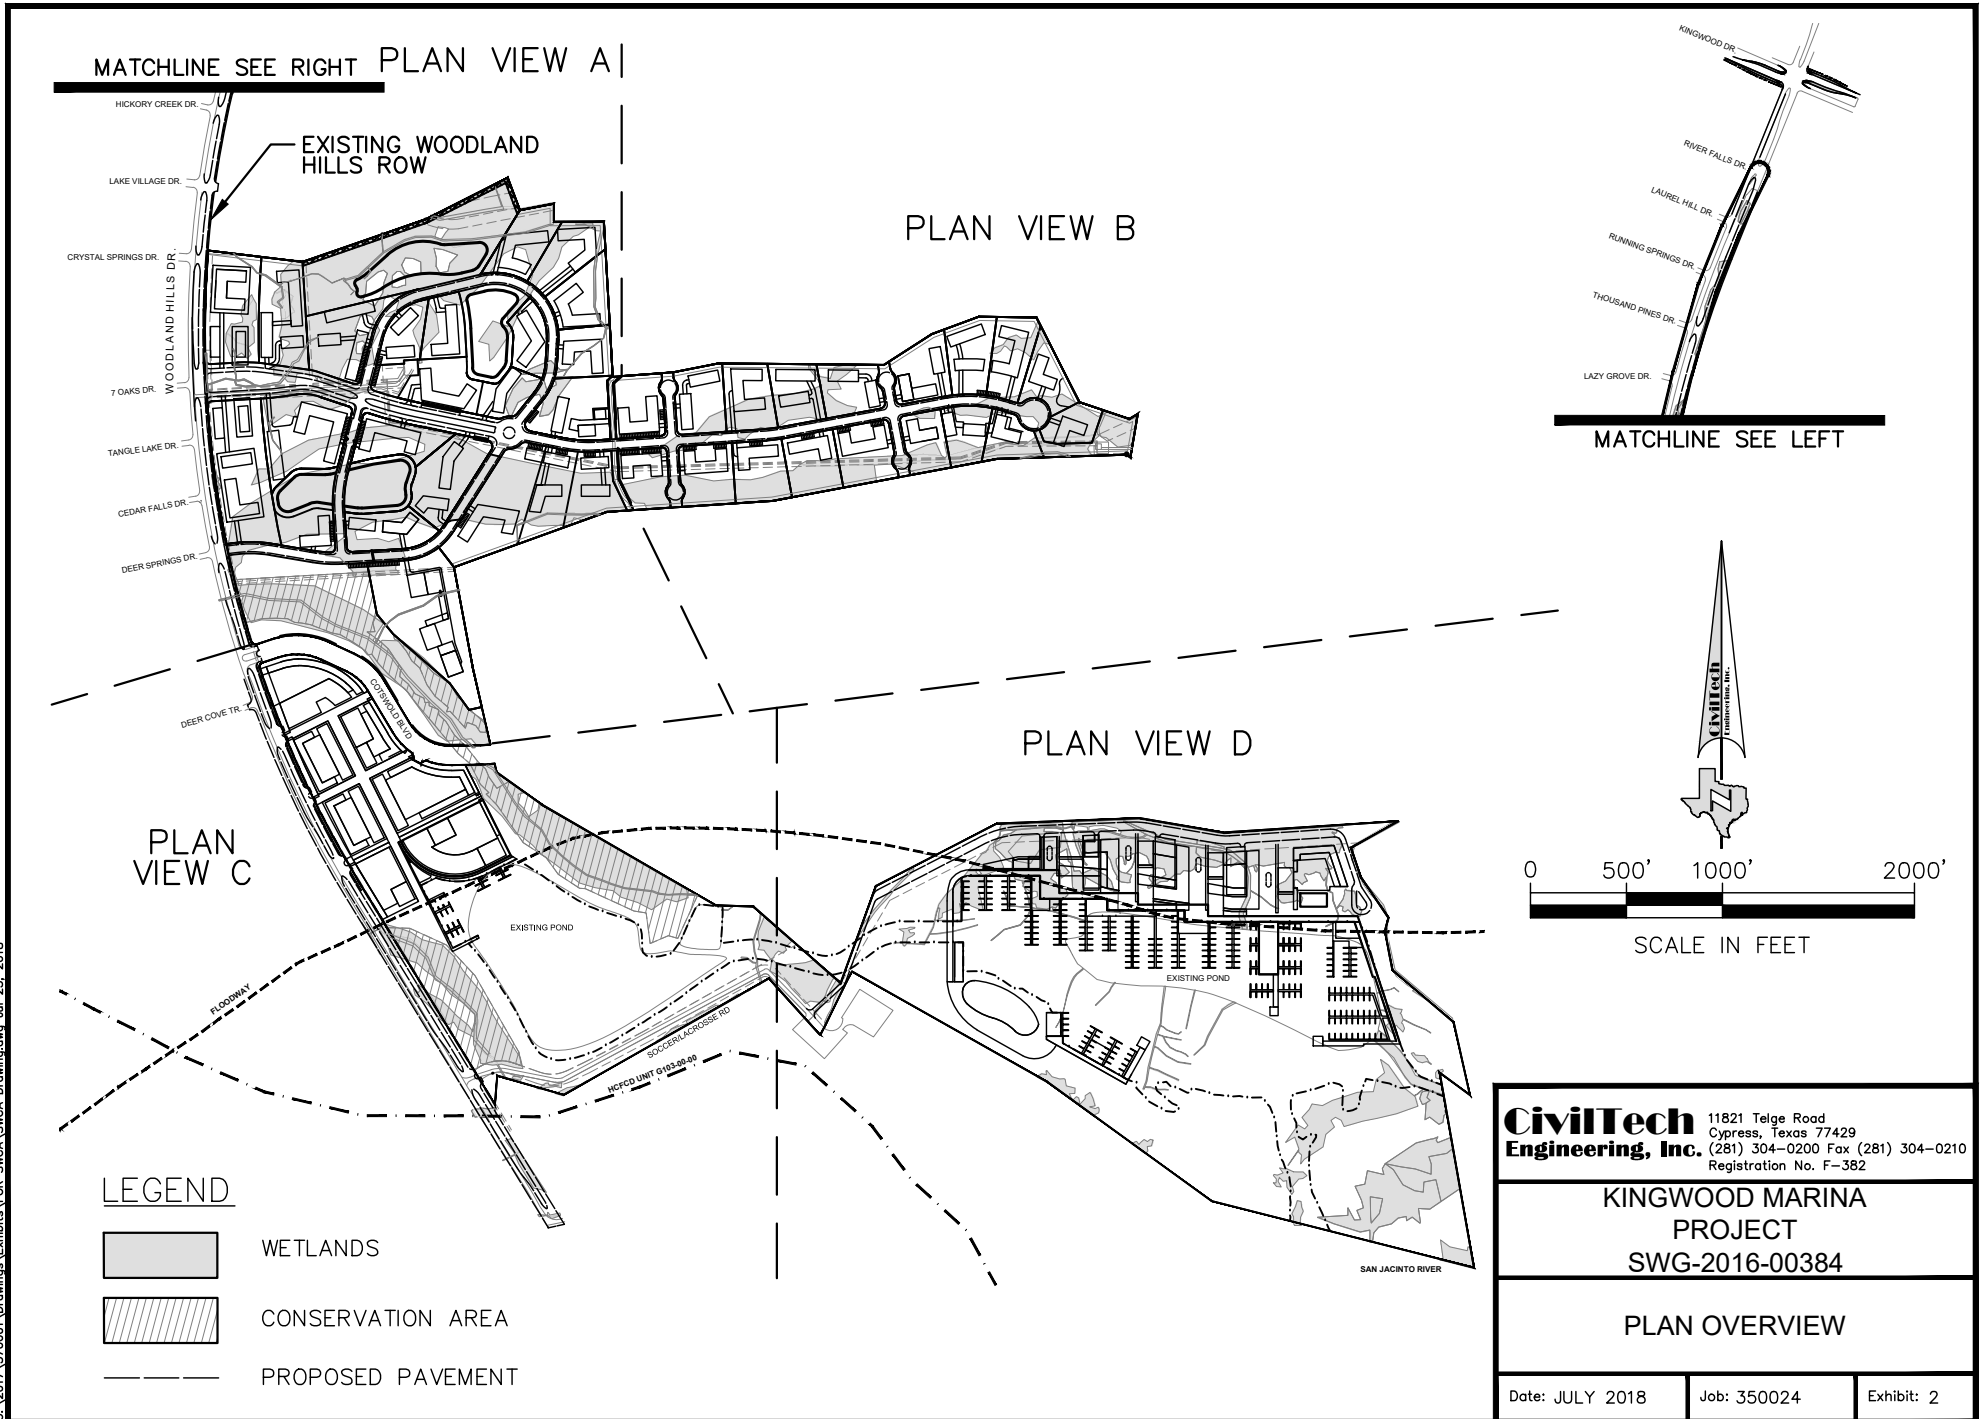 MATCHLINE SEE RIGHT
PLAN VIEW A
HICKORY CREEK DR.
EXISTING WOODLAND
HILLS ROW
LAKE VILLAGE DR.
CRYSTAL SPRINGS DR.
WOODLAND HILLS DR.
7 OAKS DR.
TANGLE LAKE DR.
CEDAR FALLS DR.
DEER SPRINGS DR.
PLAN VIEW B
KINGWOOD DR.
RIVER FALLS DR.
LAUREL HILL DR.
RUNNING SPRINGS DR.
THOUSAND PINES DR.
LAZY GROVE DR.
MATCHLINE SEE LEFT
COTSWOLD BLVD
DEER COVE TR.
PLAN VIEW D
PLAN
VIEW C
EXISTING POND
EXISTING POND
FLOODWAY
SOCCER/LACROSSE RD
HCFCD UNIT G103-00-00
SAN JACINTO RIVER
CivilTech
Engineering, Inc.
N
0 500' 1000' 2000'
SCALE IN FEET
LEGEND
WETLANDS
CONSERVATION AREA
PROPOSED PAVEMENT
CivilTech
Engineering, Inc.
11821 Telge Road
Cypress, Texas 77429
(281) 304-0200 Fax (281) 304-0210
Registration No. F-382
KINGWOOD MARINA
PROJECT
SWG-2016-00384
PLAN OVERVIEW
Date: JULY 2018
Job: 350024
Exhibit: 2